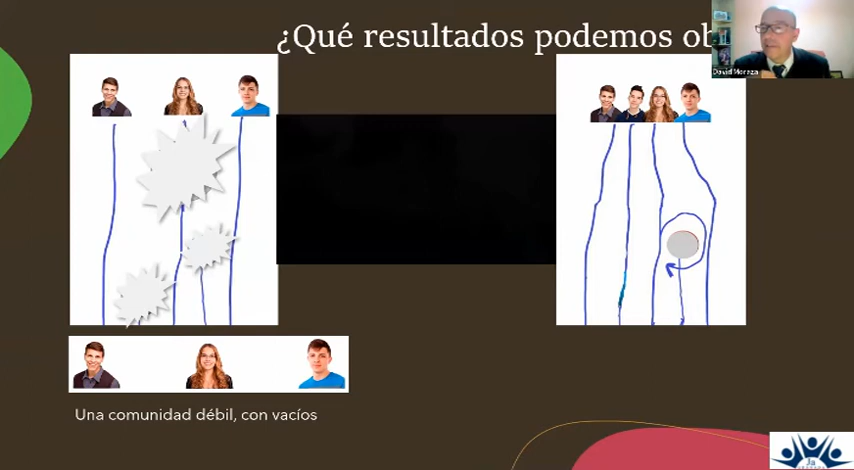 ¿Qué resultados podemos ob
David Moraza
Una comunidad débil, con vacíos